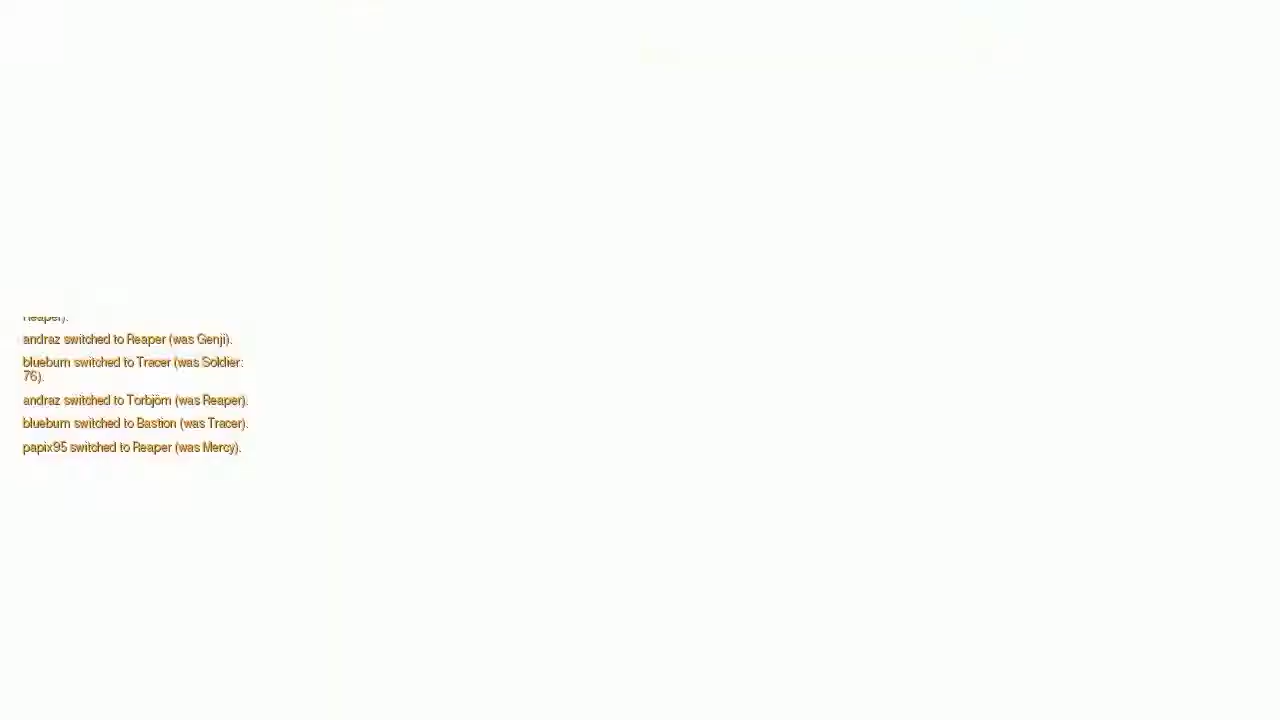 Reaper).
andraz switched to Reaper (was Genji).
blueburn switched to Tracer (was Soldier:
76).
andraz switched to Torbjörn (was Reaper).
blueburn switched to Bastion (was Tracer).
papix95 switched to Reaper (was Mercy).